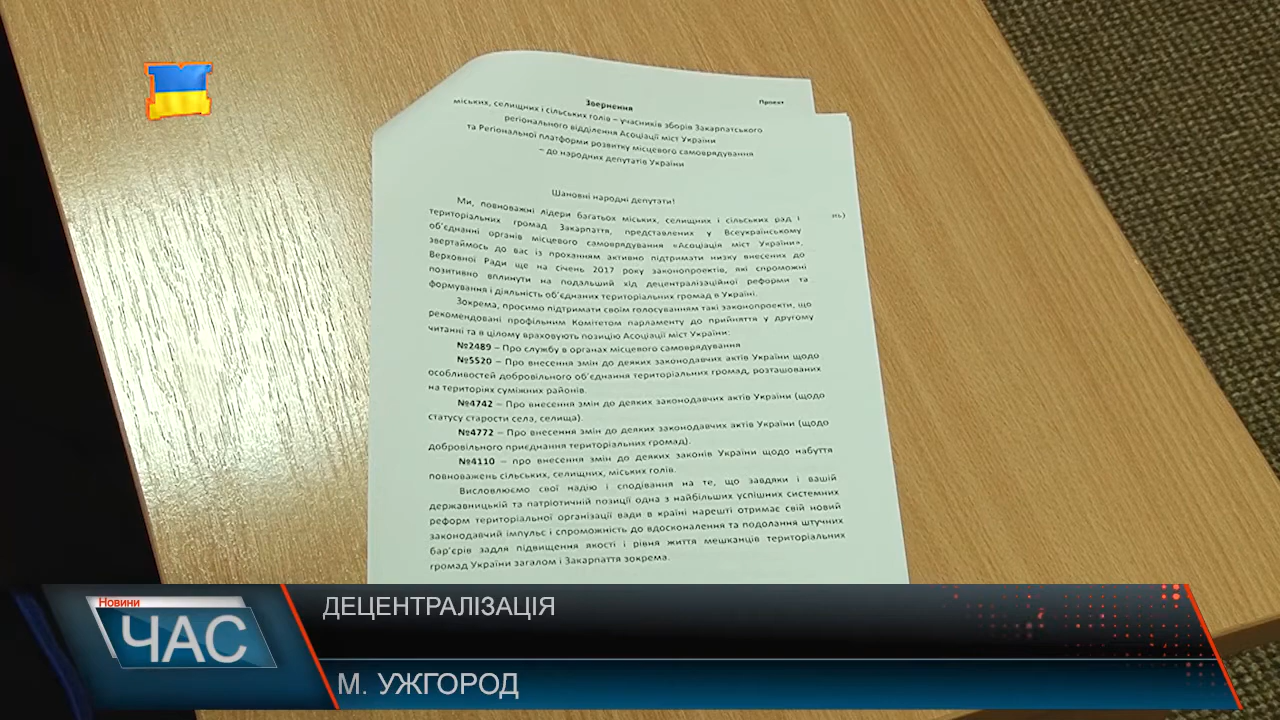 Проект
Звернення
міських, селищних і сільських голів – учасників зборів Закарпатського
регіонального відділення Асоціації міст України
та Регіональної платформи розвитку місцевого самоврядування
– до народних депутатів України
Шановні народні депутати!
Ми, повноважні лідери багатьох міських, селищних і сільських рад і
територіальних громад Закарпаття, представлених у Всеукраїнському
об'єднанні органів місцевого самоврядування «Асоціація міст України»,
звертаймось до вас із проханням активно підтримати низку внесених до
Верховної Ради ще на січень 2017 року законопроектів, які спроможні
позитивно вплинути на подальший хід децентралізаційної реформи та
формування і діяльність об'єднаних територіальних громад в Україні.
Зокрема, просимо підтримати своїм голосуванням такі законопроекти, що
рекомендовані профільним Комітетом парламенту до прийняття у другому
читанні та в цілому враховують позицію Асоціації міст України:
№2489 – Про службу в органах місцевого самоврядування
№5520 – Про внесення змін до деяких законодавчих актів України щодо
особливостей добровільного об'єднання територіальних громад, розташованих
на територіях суміжних районів.
№4742 – Про внесення змін до деяких законодавчих актів України (щодо
статусу старости села, селища).
№4772 – Про внесення змін до деяких законодавчих актів України (щодо
добровільного приєднання територіальних громад).
№4110 – про внесення змін до деяких законів України щодо набуття
повноважень сільських, селищних, міських голів.
Висловлюємо свої надію і сподівання на те, що завдяки і вашій
державницькій та патріотичній позиції одна з найбільших успішних системних
реформ територіальної організації вади в країні нарешті отримає свій новий
законодавчий імпульс і спроможність до вдосконалення та подолання штучних
бар'єрів задля підвищення якості і рівня життя мешканців територіальних
громад України загалом і Закарпаття зокрема.
нь)
Новини
ЧАС
ДЕЦЕНТРАЛІЗАЦІЯ
М. УЖГОРОД